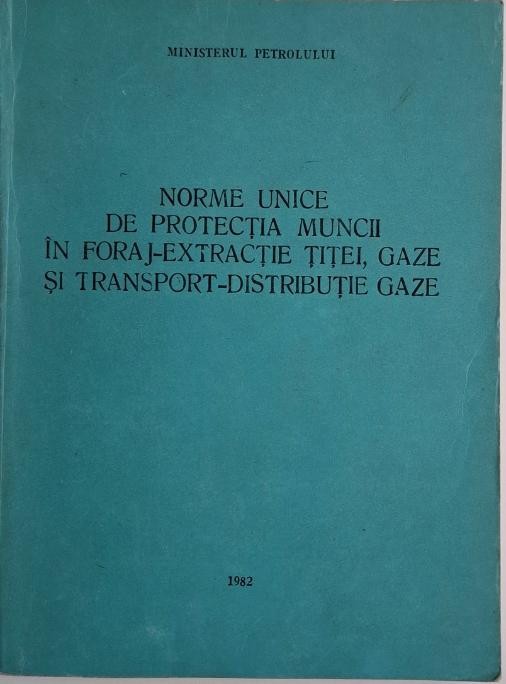 MINISTERUL PETROLULUI
NORME UNICE
DE PROTECȚIA MUNCII
ÎN FORAJ-EXTRACȚIE ȚIȚEI, GAZE
ȘI TRANSPORT-DISTRIBUȚIE GAZE
1982